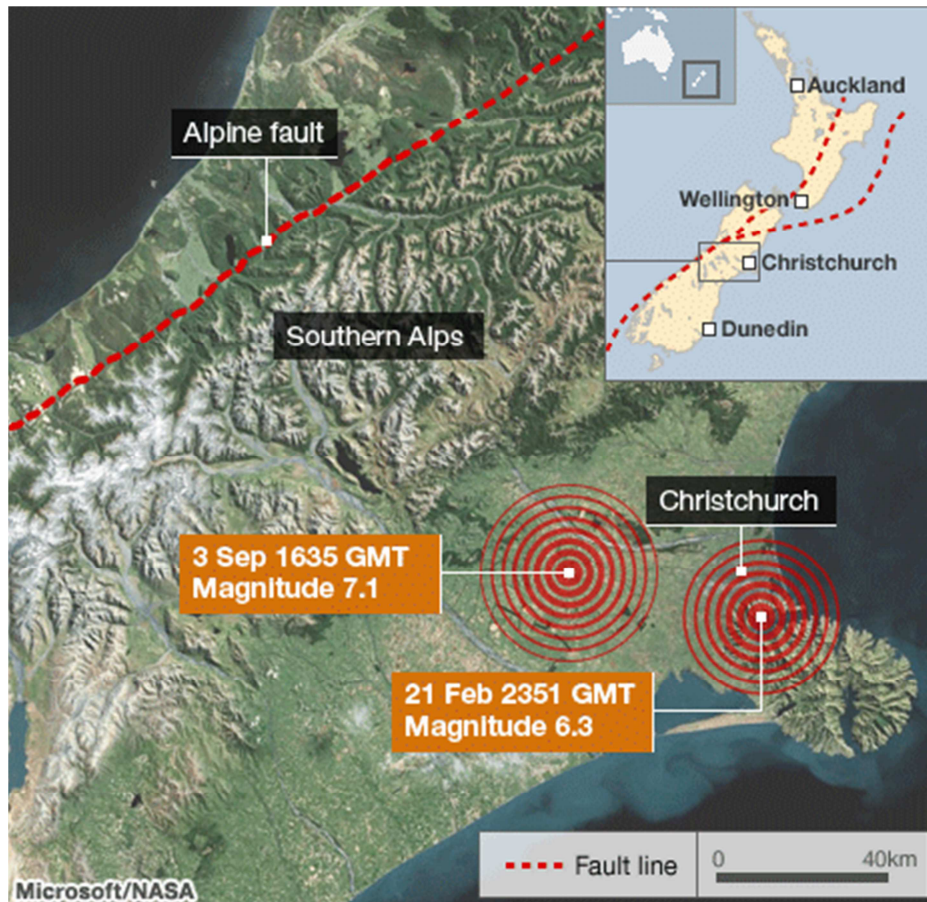 Alpine fault
Auckland
Wellington
Christchurch
Dunedin
Southern Alps
Christchurch
3 Sep 1635 GMT
Magnitude 7.1
21 Feb 2351 GMT
Magnitude 6.3
Fault line
0 40km
Microsoft/NASA